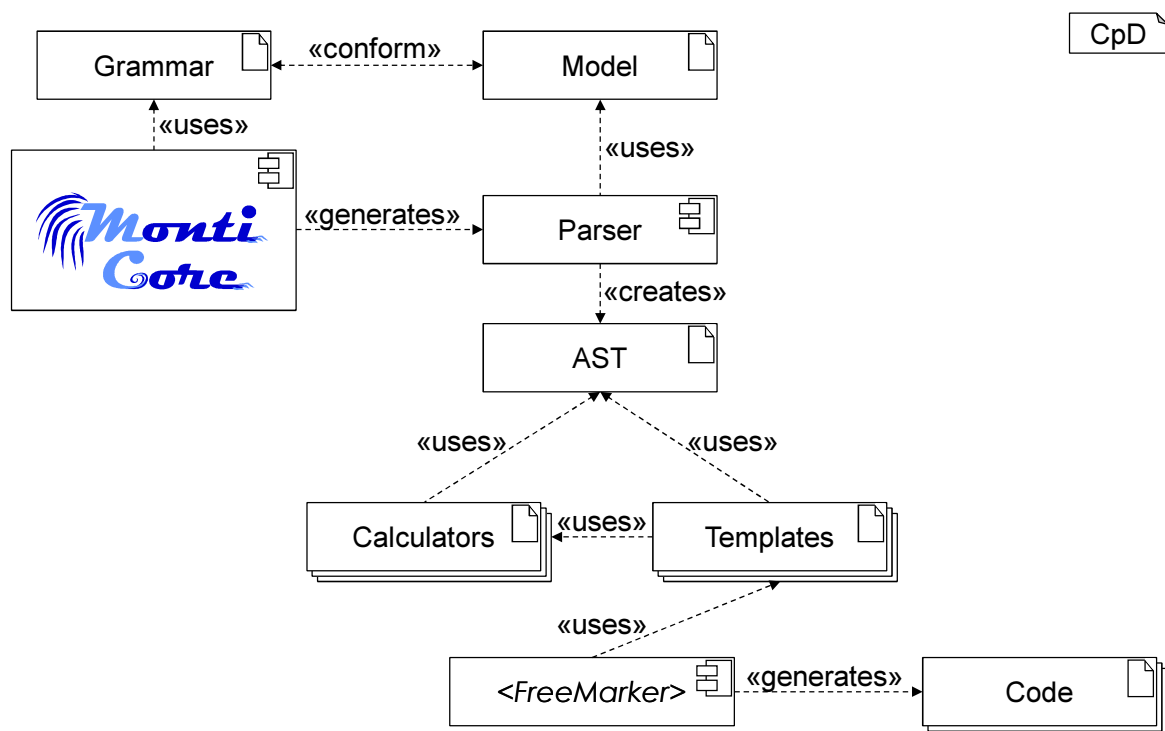 CpD
Grammar
«conform»
Model
«uses»
«uses»
Monti
Core
«generates»
Parser
«creates»
AST
«uses»
«uses»
Calculators
«uses»
Templates
«uses»
<FreeMarker>
«generates»
Code